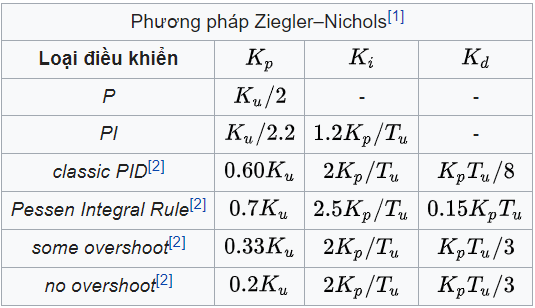 Phương pháp Ziegler–Nichols[1]
Loại điều khiển K_p K_i K_d
P K_u/2 - -
PI K_u/2.2 1.2K_p/T_u -
classic PID[2] 0.60K_u 2K_p/T_u K_pT_u/8
Pessen Integral Rule[2] 0.7K_u 2.5K_p/T_u 0.15K_pT_u
some overshoot[2] 0.33K_u 2K_p/T_u K_pT_u/3
no overshoot[2] 0.2K_u 2K_p/T_u K_pT_u/3